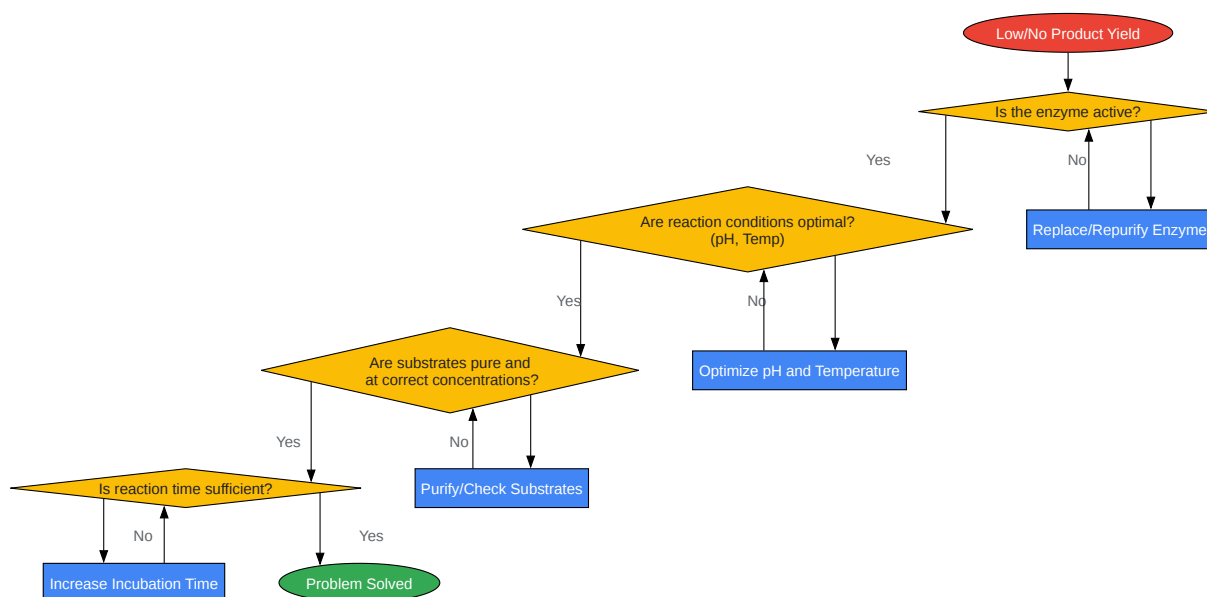 Low/No Product Yield
Is the enzyme active?
Yes
No
Are reaction conditions optimal?
(pH, Temp)
Replace/Repurify Enzyme
Yes
No
Are substrates pure and
at correct concentrations?
Optimize pH and Temperature
Yes
No
Is reaction time sufficient?
Purify/Check Substrates
No
Yes
Increase Incubation Time
Problem Solved